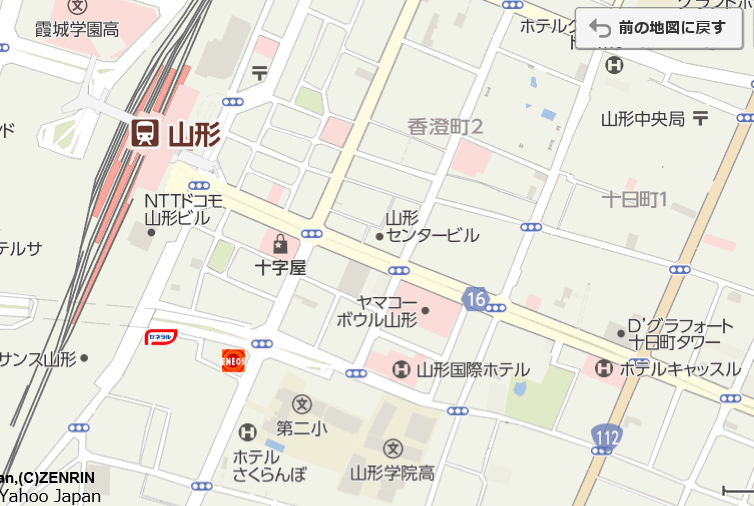 霞城学園高
ホテル
前の地図に戻す
山形
香澄町2
山形中央局
十日町1
NTTドコモ
山形ビル
山形
センタービル
十字屋
テルサ
16
ヤマコー
ボウル山形
D'グラフォート
十日町タワー
ゼネラル
ENEOS
サンス山形
山形国際ホテル
ホテルキャッスル
第二小
112
ホテル
さくらんぼ
山形学院高
an,(C)ZENRIN
Yahoo Japan